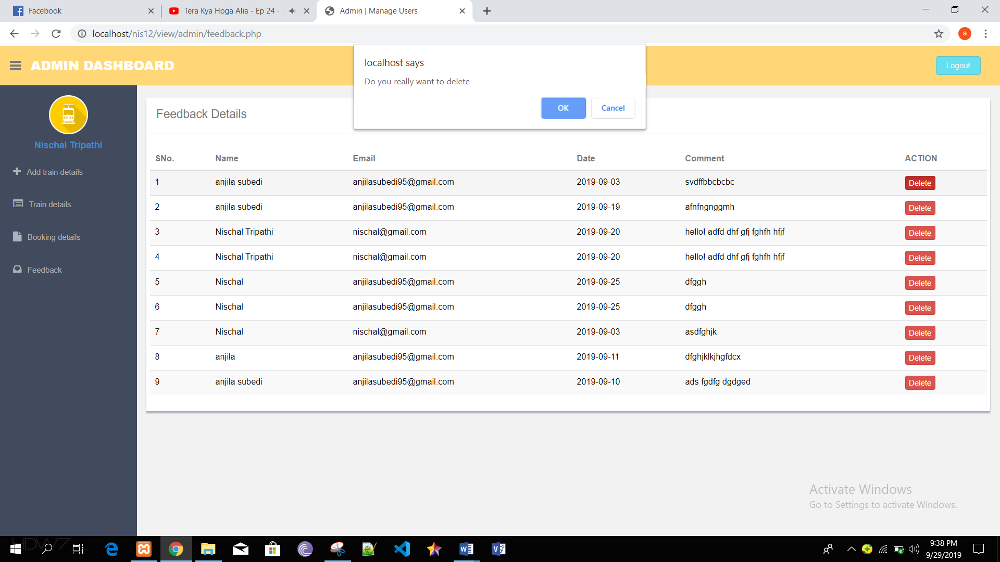 Facebook
Tera Kya Hoga Alia - Ep 24 -
Admin | Manage Users
localhost/nis12/view/admin/feedback.php
a
ADMIN DASHBOARD
Logout
localhost says
Do you really want to delete
OK Cancel
Nischal Tripathi
Add train details
Train details
Booking details
Feedback
Feedback Details
SNo. Name Email Date Comment ACTION
1 anjila subedi anjilasubedi95@gmail.com 2019-09-03 svdffbbcbcbc Delete
2 anjila subedi anjilasubedi95@gmail.com 2019-09-19 afnfngnggmh Delete
3 Nischal Tripathi nischal@gmail.com 2019-09-20 hello! adfd dhf gfj fghfh hfjf Delete
4 Nischal Tripathi nischal@gmail.com 2019-09-20 hello! adfd dhf gfj fghfh hfjf Delete
5 Nischal anjilasubedi95@gmail.com 2019-09-25 dfggh Delete
6 Nischal anjilasubedi95@gmail.com 2019-09-25 dfggh Delete
7 Nischal nischal@gmail.com 2019-09-03 asdfghjk Delete
8 anjila anjilasubedi95@gmail.com 2019-09-11 dfghjklkjhgfdcx Delete
9 anjila subedi anjilasubedi95@gmail.com 2019-09-10 ads fgdfg dgdged Delete
Activate Windows
Go to Settings to activate Windows.
HDW7
9:38 PM
9/29/2019